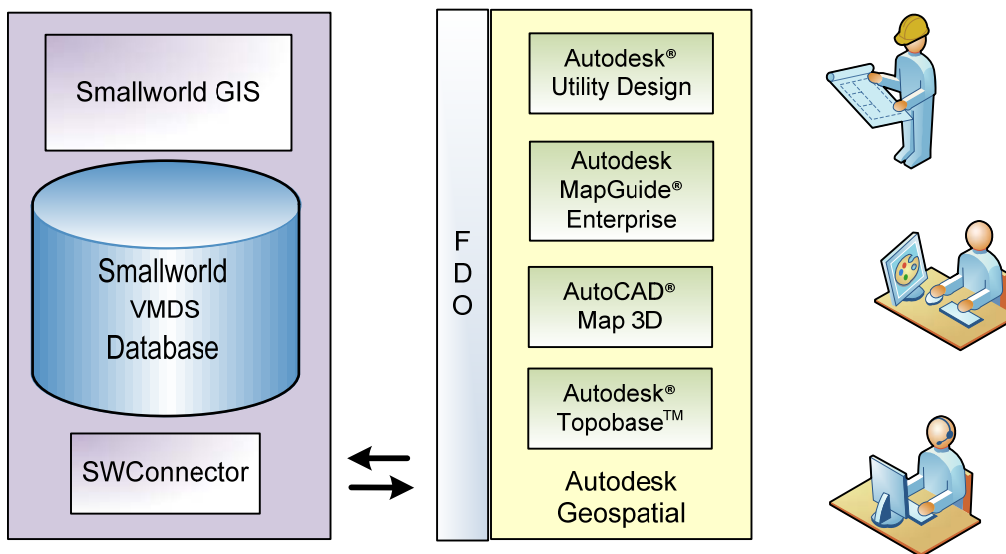 Smallworld GIS
Smallworld
VMDS
Database
SWConnector
F
D
O
Autodesk®
Utility Design
Autodesk
MapGuide®
Enterprise
AutoCAD®
Map 3D
Autodesk®
Topobase™
Autodesk
Geospatial